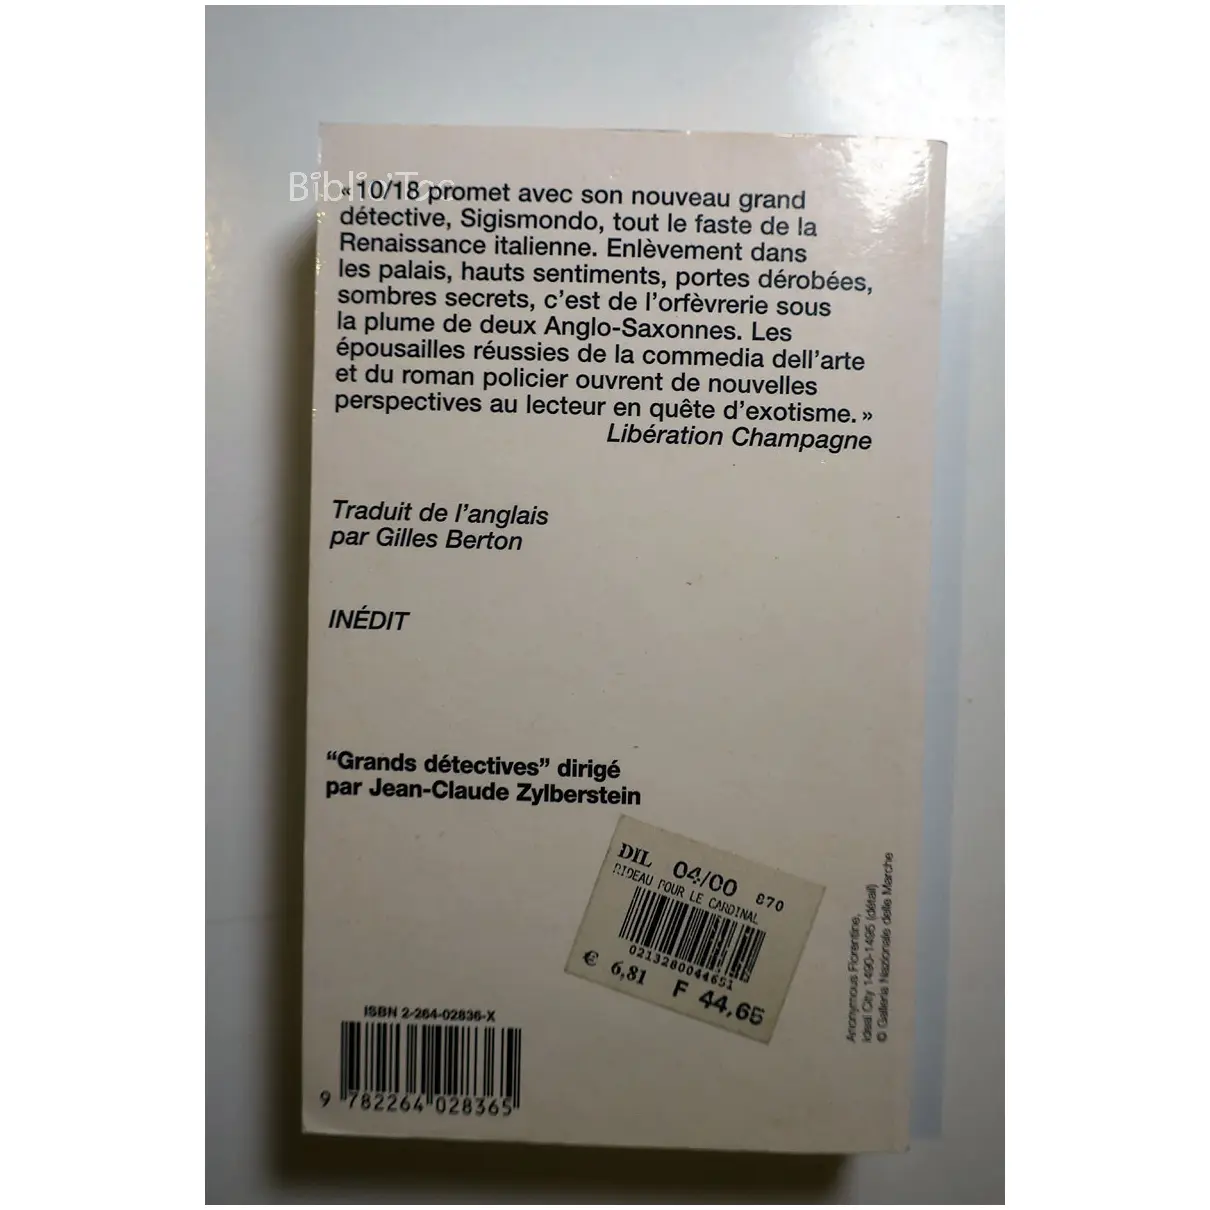 Biblio'Toc
« 10/18 promet avec son nouveau grand
détective, Sigismondo, tout le faste de la
Renaissance italienne. Enlèvement dans
les palais, hauts sentiments, portes dérobées,
sombres secrets, c'est de l'orfèvrerie sous
la plume de deux Anglo-Saxonnes. Les
épousailles réussies de la commedia dell'arte
et du roman policier ouvrent de nouvelles
perspectives au lecteur en quête d'exotisme. »
Libération Champagne
Traduit de l'anglais
par Gilles Berton
INÉDIT
"Grands détectives" dirigé
par Jean-Claude Zylberstein
DIL 04/00 870
RIDEAU POUR LE CARDINAL
0213280044651
€ 6,81 F 44,65
Anonymous Florentine,
Ideal City 1490-1495 (détail)
© Galleria Nazionale delle Marche
ISBN 2-264-02836-X
9 782264 028365